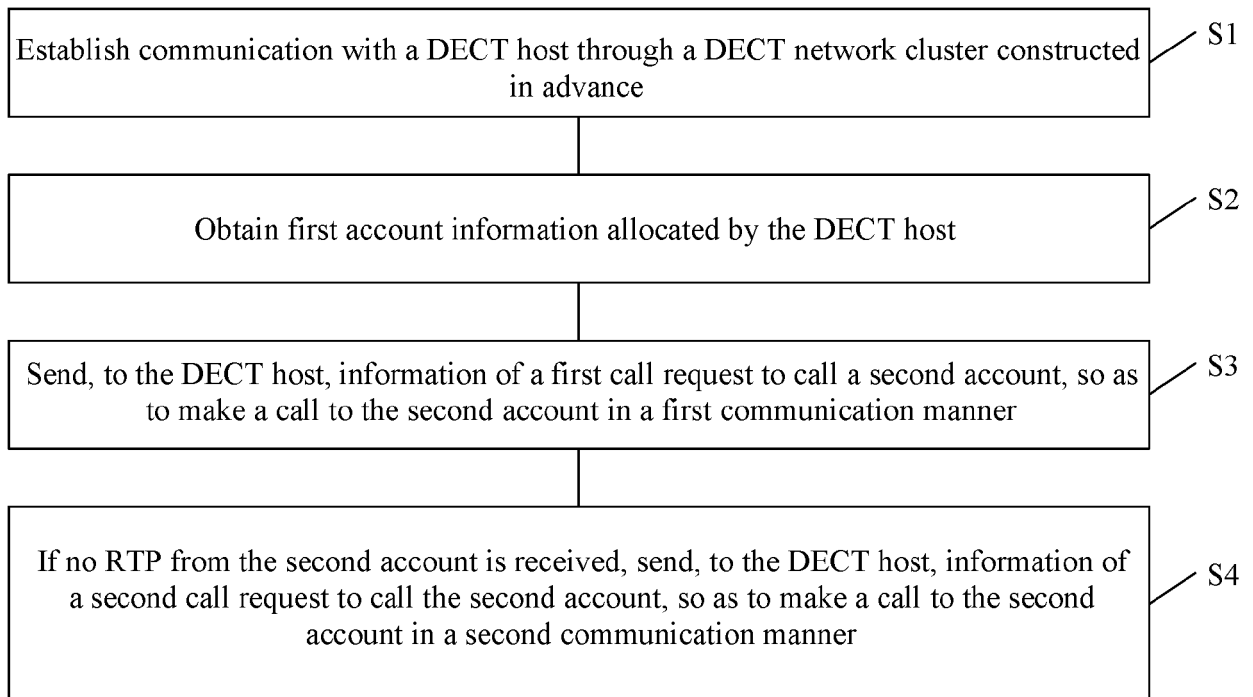 Establish communication with a DECT host through a DECT network cluster constructed
in advance
S1
Obtain first account information allocated by the DECT host
S2
Send, to the DECT host, information of a first call request to call a second account, so as
to make a call to the second account in a first communication manner
S3
If no RTP from the second account is received, send, to the DECT host, information of
a second call request to call the second account, so as to make a call to the second
account in a second communication manner
S4